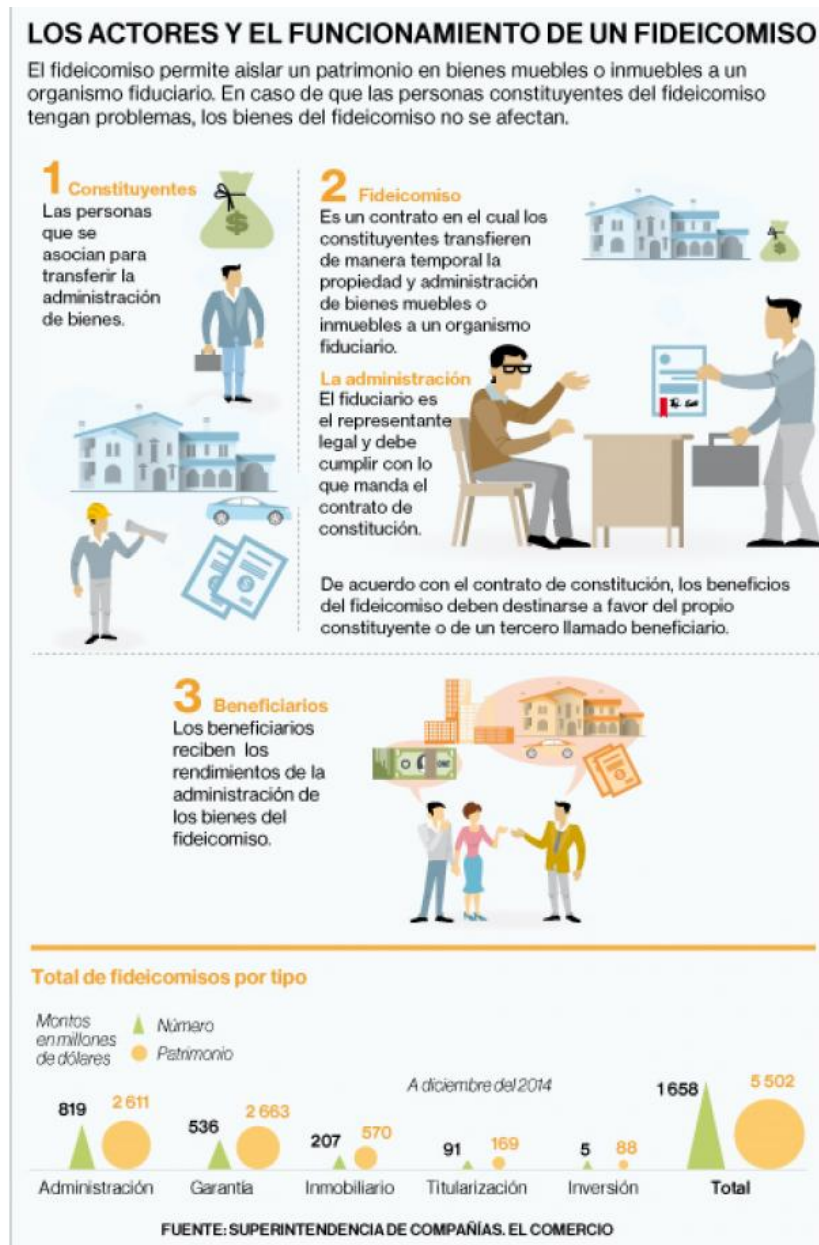 LOS ACTORES Y EL FUNCIONAMIENTO DE UN FIDEICOMISO
El fideicomiso permite aislar un patrimonio en bienes muebles o inmuebles a un
organismo fiduciario. En caso de que las personas constituyentes del fideicomiso
tengan problemas, los bienes del fideicomiso no se afectan.
1 Constituyentes
Las personas
que se
asocian para
transferir la
administración
de bienes.
$
2 Fideicomiso
Es un contrato en el cual los
constituyentes transfieren
de manera temporal la
propiedad y administración
de bienes muebles o
inmuebles a un organismo
fiduciario.
$
La administración
El fiduciario es
el representante
legal y debe
cumplir con lo
que manda el
contrato de
constitución.
De acuerdo con el contrato de constitución, los beneficios
del fideicomiso deben destinarse a favor del propio
constituyente o de un tercero llamado beneficiario.
3 Beneficiarios
Los beneficiarios
reciben los
rendimientos de la
administración de
los bienes del
fideicomiso.
Total de fideicomisos por tipo
Montos
en millones
de dólares
Número
Patrimonio
A diciembre del 2014
819 2 611
536 2 663
207 570
91 169
5 88
1 658 5 502
Administración Garantía Inmobiliario Titularización Inversión Total
FUENTE: SUPERINTENDENCIA DE COMPAÑÍAS. EL COMERCIO